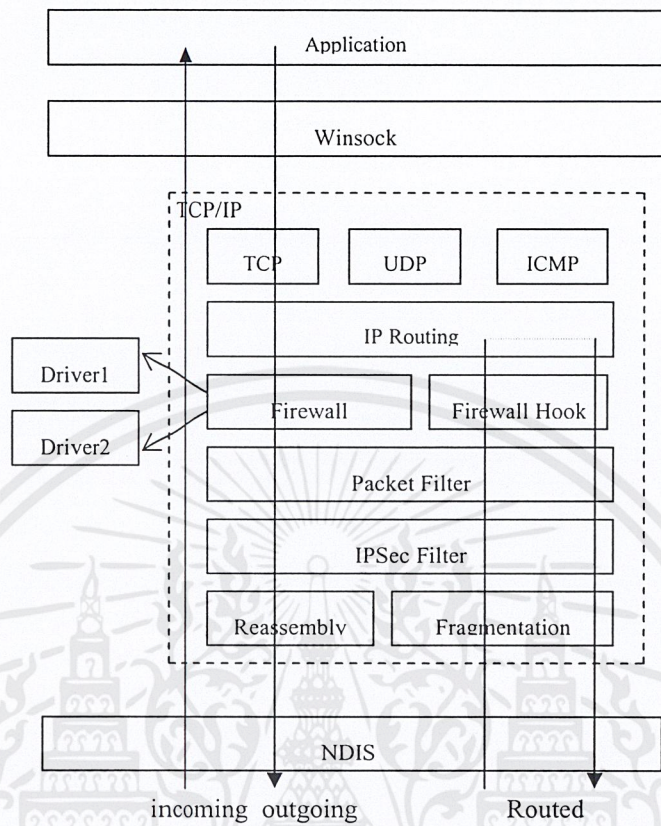 Application
Winsock
TCP/IP
TCP UDP ICMP
IP Routing
Driver1
Firewall Firewall Hook
Driver2
Packet Filter
IPSec Filter
Reassembly Fragmentation
NDIS
incoming outgoing Routed